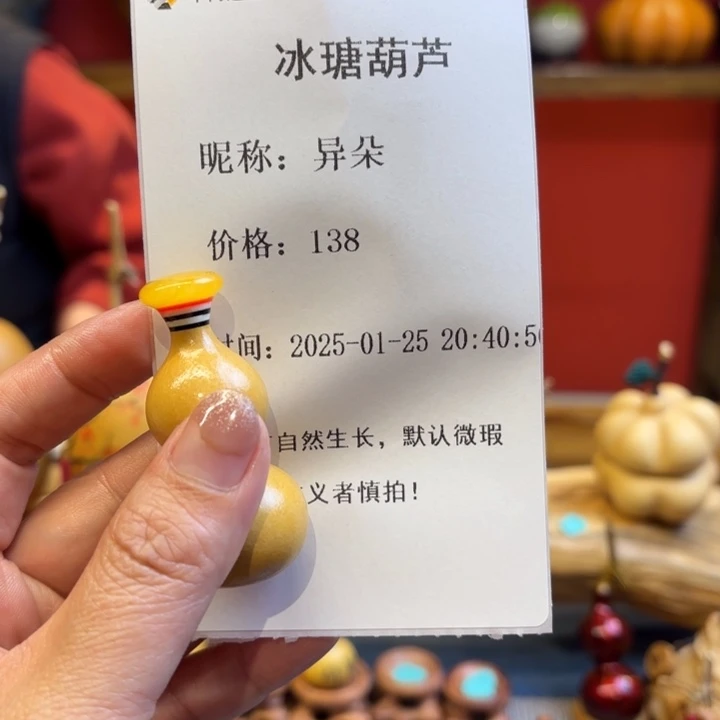 冰瑭葫芦
昵称：异朵
价格：138
间：2025-01-25 20:40:5
自然生长，默认微瑕
义者慎拍！